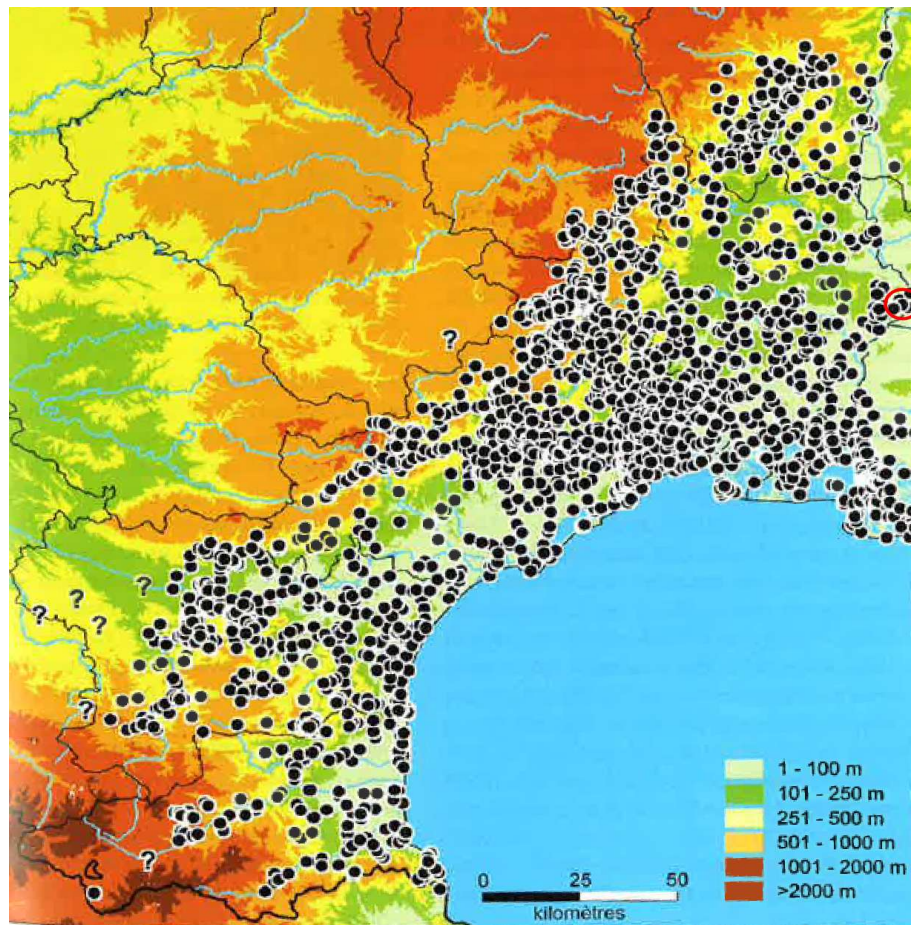 ?
?
?
?
?
?
?
1 - 100 m
101 - 250 m
251 - 500 m
501 - 1000 m
1001 - 2000 m
>2000 m
0 25 50
kilomètres